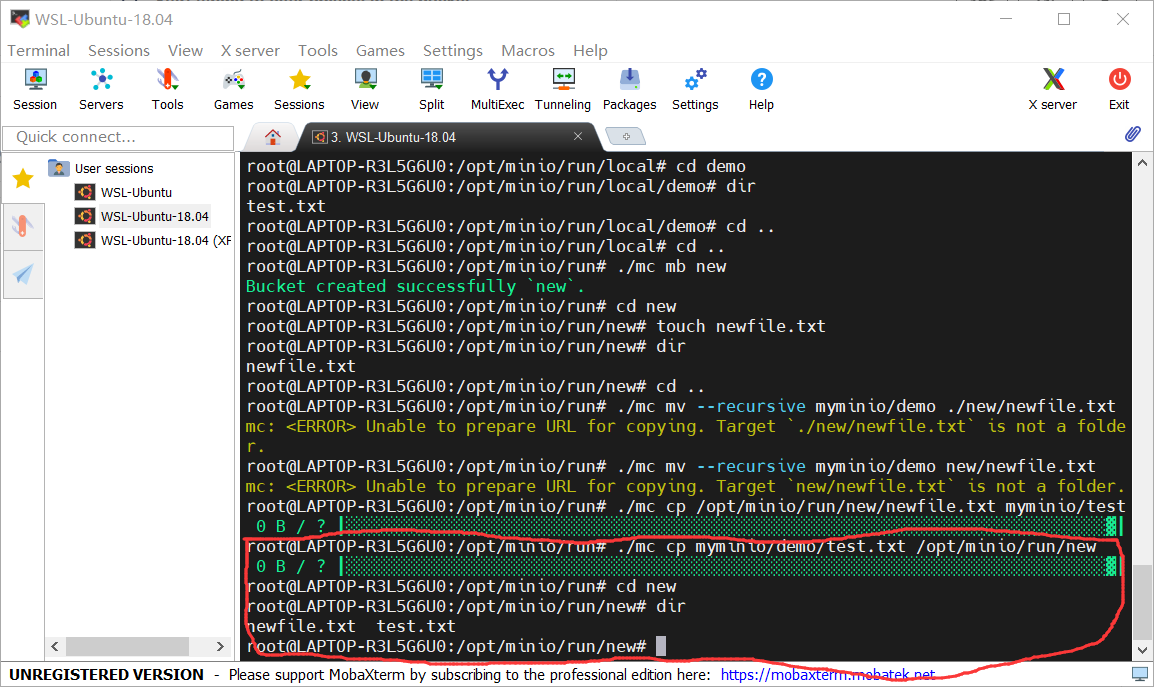 WSL-Ubuntu-18.04
Terminal Sessions View X server Tools Games Settings Macros Help
Session Servers Tools Games Sessions View Split MultiExec Tunneling Packages Settings Help X server Exit
Quick connect...
3. WSL-Ubuntu-18.04
User sessions
WSL-Ubuntu
WSL-Ubuntu-18.04
WSL-Ubuntu-18.04 (XF
root@LAPTOP-R3L5G6U0:/opt/minio/run/local# cd demo
root@LAPTOP-R3L5G6U0:/opt/minio/run/local/demo# dir
test.txt
root@LAPTOP-R3L5G6U0:/opt/minio/run/local/demo# cd ..
root@LAPTOP-R3L5G6U0:/opt/minio/run/local# cd ..
root@LAPTOP-R3L5G6U0:/opt/minio/run# ./mc mb new
Bucket created successfully `new`.
root@LAPTOP-R3L5G6U0:/opt/minio/run# cd new
root@LAPTOP-R3L5G6U0:/opt/minio/run/new# touch newfile.txt
root@LAPTOP-R3L5G6U0:/opt/minio/run/new# dir
newfile.txt
root@LAPTOP-R3L5G6U0:/opt/minio/run/new# cd ..
root@LAPTOP-R3L5G6U0:/opt/minio/run# ./mc mv --recursive myminio/demo ./new/newfile.txt
mc: <ERROR> Unable to prepare URL for copying. Target `./new/newfile.txt` is not a folde
r.
root@LAPTOP-R3L5G6U0:/opt/minio/run# ./mc mv --recursive myminio/demo new/newfile.txt
mc: <ERROR> Unable to prepare URL for copying. Target `new/newfile.txt` is not a folder.
root@LAPTOP-R3L5G6U0:/opt/minio/run# ./mc cp /opt/minio/run/new/newfile.txt myminio/test
0 B / ?
root@LAPTOP-R3L5G6U0:/opt/minio/run# ./mc cp myminio/demo/test.txt /opt/minio/run/new
0 B / ?
root@LAPTOP-R3L5G6U0:/opt/minio/run# cd new
root@LAPTOP-R3L5G6U0:/opt/minio/run/new# dir
newfile.txt  test.txt
root@LAPTOP-R3L5G6U0:/opt/minio/run/new#
UNREGISTERED VERSION - Please support MobaXterm by subscribing to the professional edition here: https://mobaxterm.mobatek.net